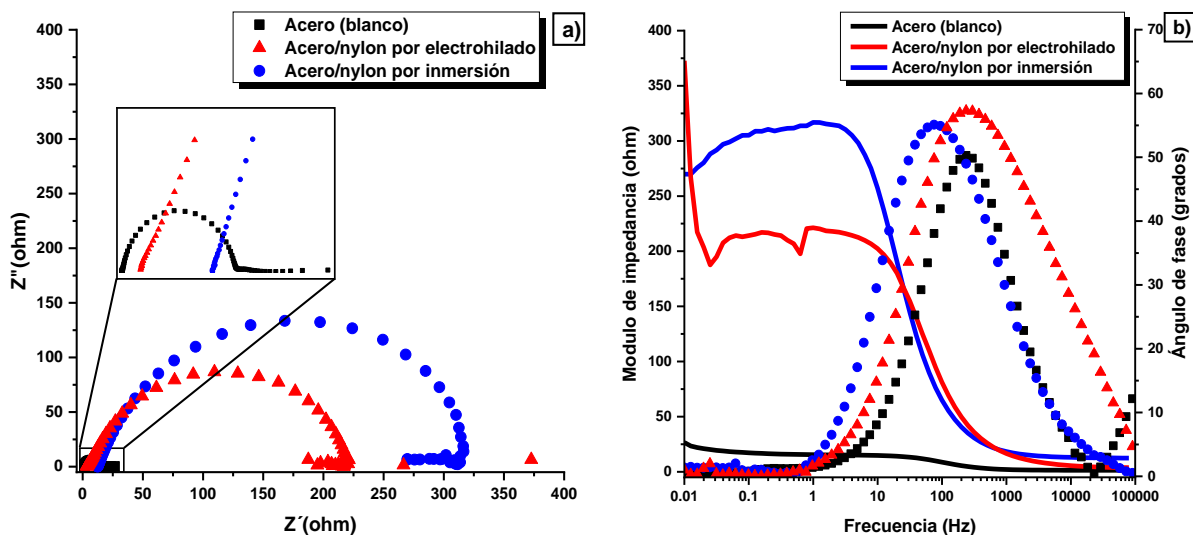 a)
Acero (blanco)
Acero/nylon por electrohilado
Acero/nylon por inmersión
400
350
300
250
200
150
100
50
0
Z''(ohm)
0 50 100 150 200 250 300 350 400
Z´(ohm)
b)
Acero (blanco)
Acero/nylon por electrohilado
Acero/nylon por inmersión
400
350
300
250
200
150
100
50
0
Modulo de impedancia (ohm)
70
60
50
40
30
20
10
0
Ángulo de fase (grados)
0.01 0.1 1 10 100 1000 10000 100000
Frecuencia (Hz)